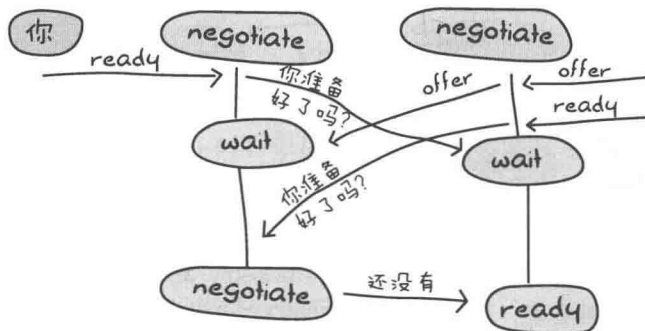 你
negotiate
negotiate
ready
你准备
好了吗?
offer
offer
ready
wait
wait
你准备
好了吗?
negotiate
还没有
ready